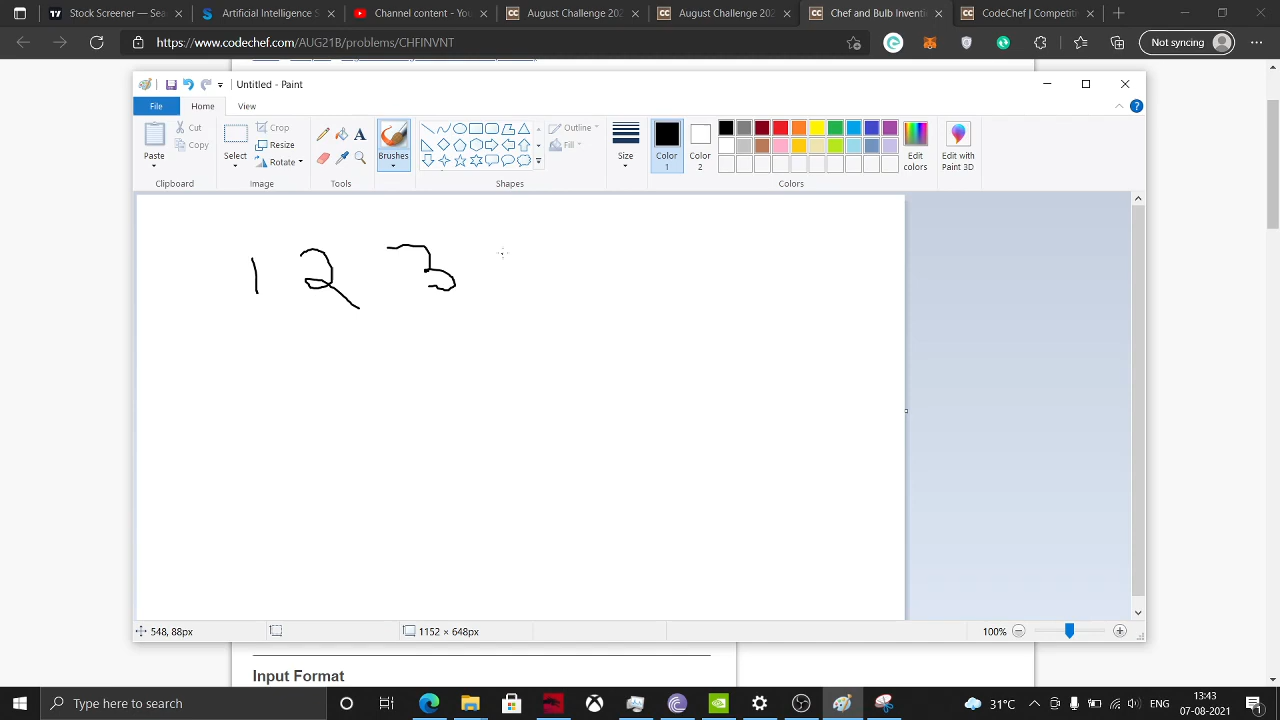 Stock Screener — Sea
Artificial Intelligence S
Channel content - You
August Challenge 202
August Challenge 202
Chef and Bulb Inventi
CodeChef | Competiti
https://www.codechef.com/AUG21B/problems/CHFINVNT
Not syncing
Untitled - Paint
File Home View
Paste
Cut
Copy
Clipboard
Select
Crop
Resize
Rotate
Image
Tools
Brushes
Outline
Fill
Shapes
Size
Color 1
Color 2
Edit colors
Edit with Paint 3D
Colors
1 2 3
548, 88px
1152 × 648px
100%
Input Format
Type here to search
31°C
ENG
13:43
07-08-2021